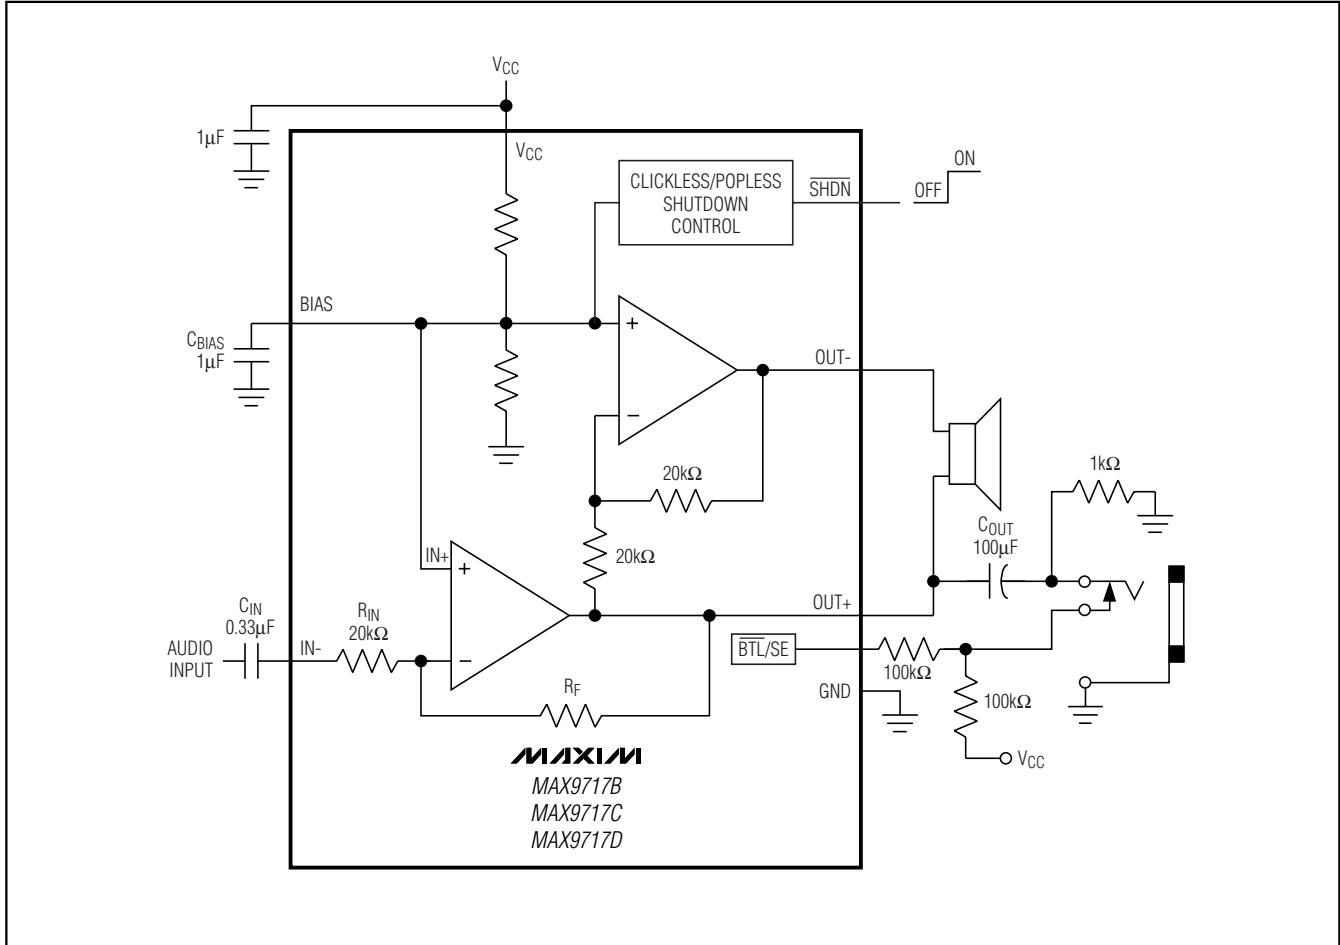 VCC
1µF
VCC
CLICKLESS/POPLESS
SHUTDOWN
CONTROL
SHDN
OFF
ON
BIAS
CBIAS
1µF
+
OUT-
−
20kΩ
1kΩ
COUT
100µF
IN+
+
20kΩ
OUT+
CIN
0.33µF
RIN
20kΩ
AUDIO
INPUT
IN-
−
BTL/SE
100kΩ
RF
GND
100kΩ
VCC
MAXIM
MAX9717B
MAX9717C
MAX9717D